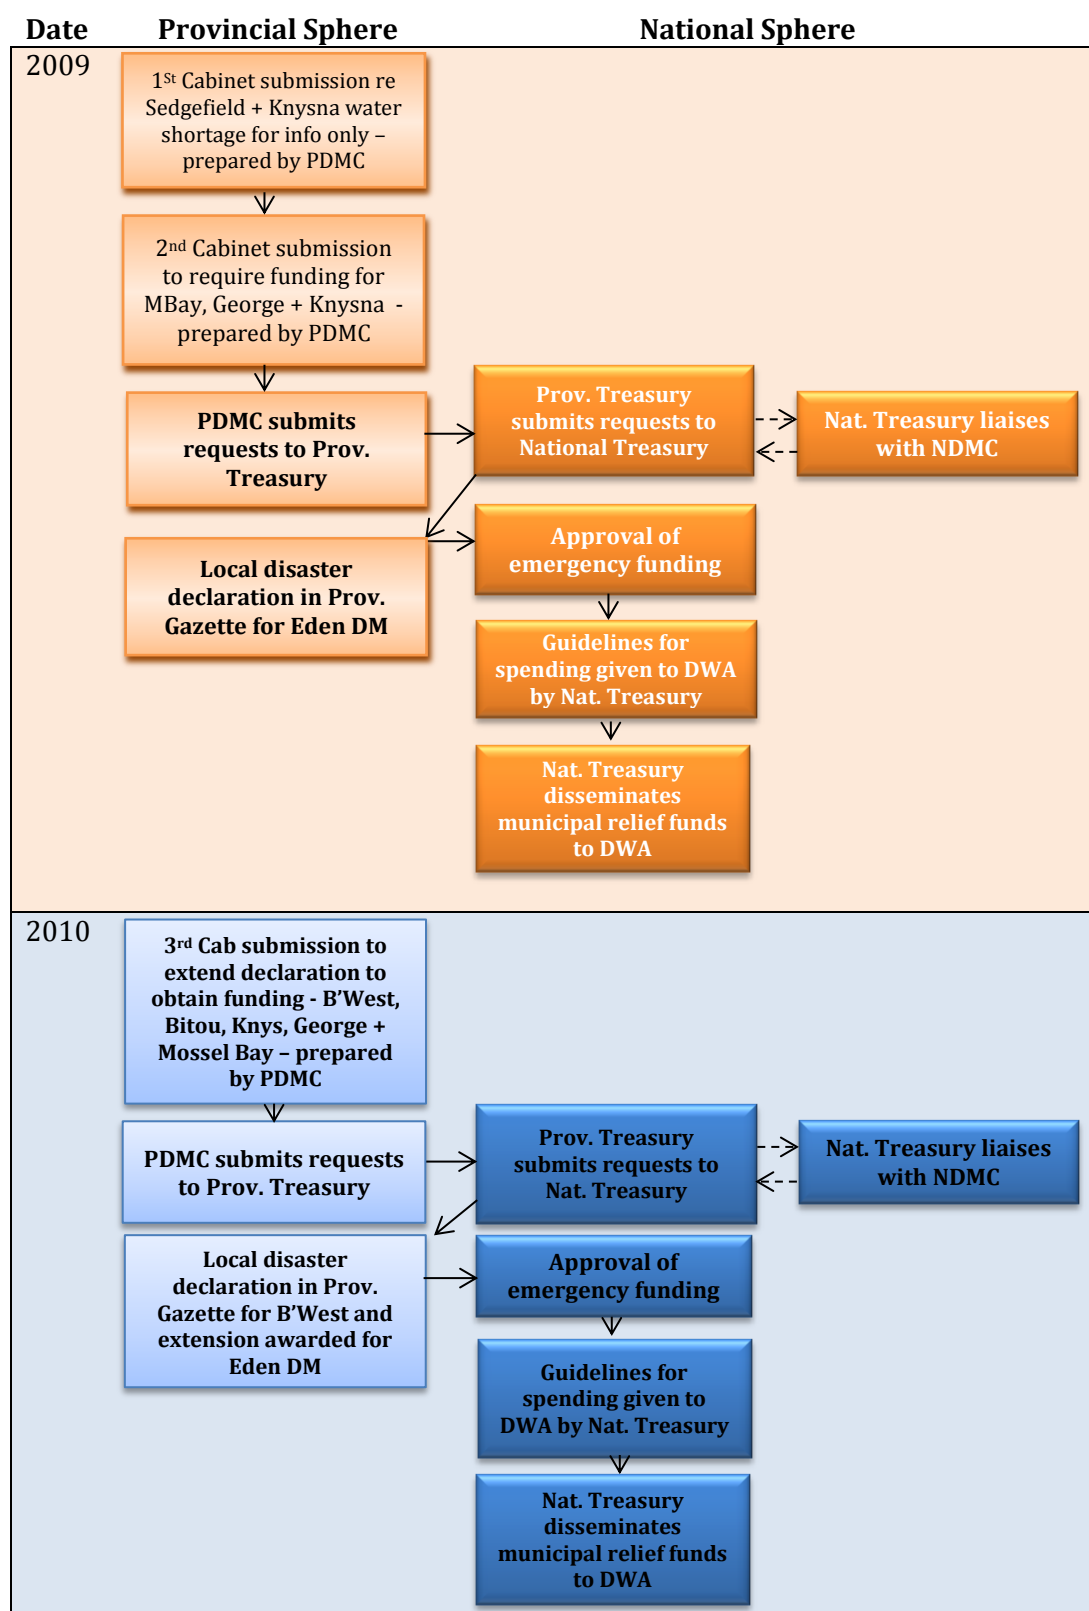 Date Provincial Sphere National Sphere
2009
1St Cabinet submission re
Sedgefield + Knysna water
shortage for info only –
prepared by PDMC
2nd Cabinet submission
to require funding for
MBay, George + Knysna -
prepared by PDMC
PDMC submits
requests to Prov.
Treasury
Prov. Treasury
submits requests to
National Treasury
Nat. Treasury liaises
with NDMC
Local disaster
declaration in Prov.
Gazette for Eden DM
Approval of
emergency funding
Guidelines for
spending given to DWA
by Nat. Treasury
Nat. Treasury
disseminates
municipal relief funds
to DWA
2010
3rd Cab submission to
extend declaration to
obtain funding - B’West,
Bitou, Knys, George +
Mossel Bay – prepared
by PDMC
PDMC submits requests
to Prov. Treasury
Prov. Treasury
submits requests to
Nat. Treasury
Nat. Treasury liaises
with NDMC
Local disaster
declaration in Prov.
Gazette for B’West and
extension awarded for
Eden DM
Approval of
emergency funding
Guidelines for
spending given to
DWA by Nat. Treasury
Nat. Treasury
disseminates
municipal relief funds
to DWA